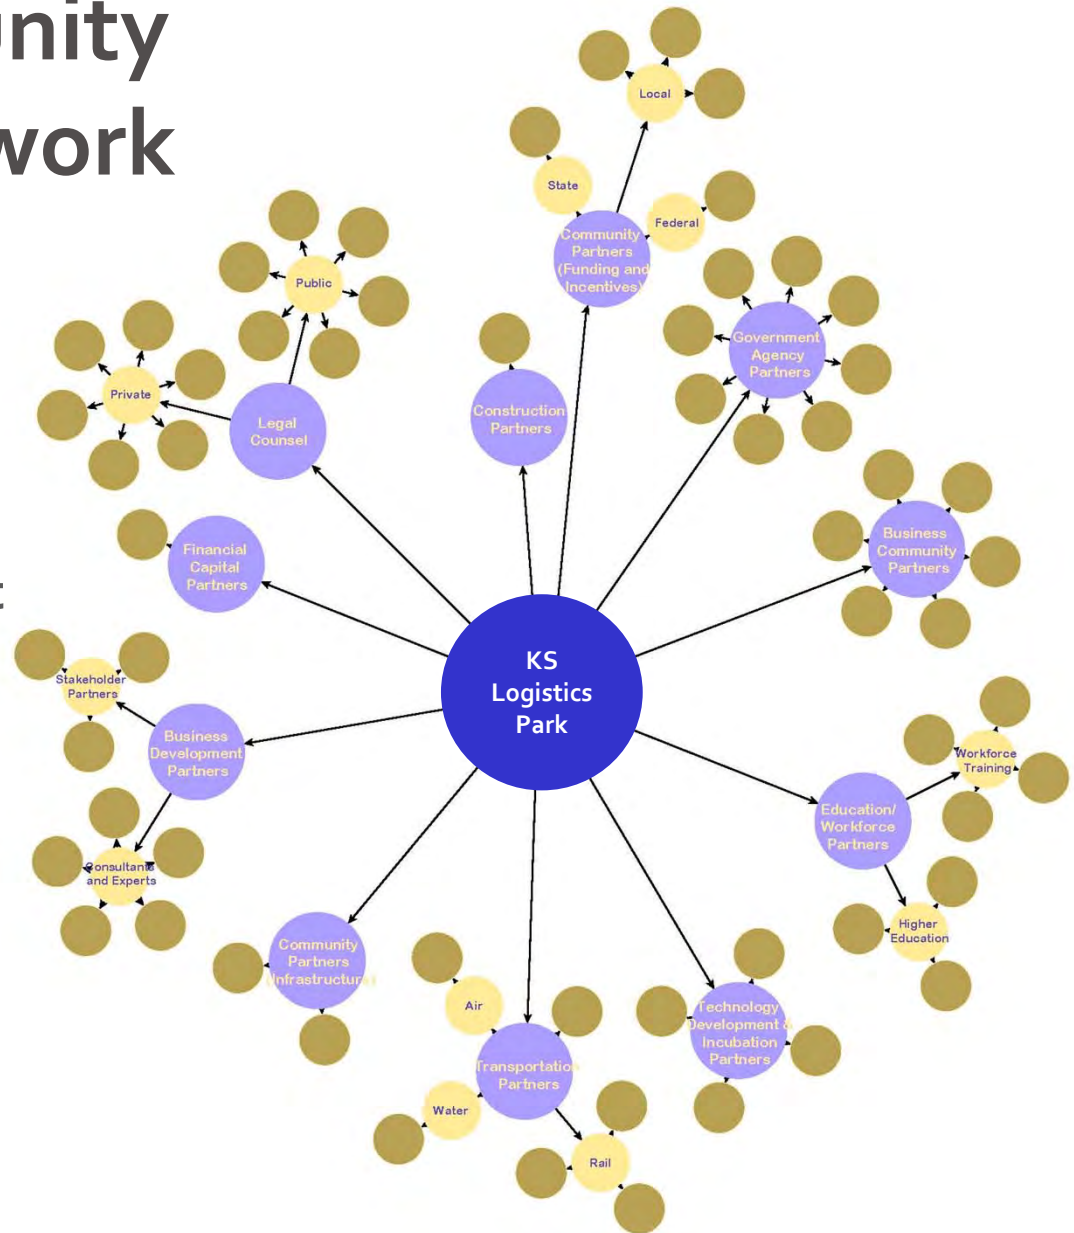 unity
work
t
Local
State
Federal
Community
Partners
(Funding and
Incentives)
Public
Government
Agency
Partners
Private
Construction
Partners
Legal
Counsel
Business
Community
Partners
Financial
Capital
Partners
KS
Logistics
Park
Stakeholder
Partners
Business
Development
Partners
Workforce
Training
Education/
Workforce
Partners
Consultants
and Experts
Higher
Education
Community
Partners
(Infrastructure)
Air
Technology
Development &
Incubation
Partners
Transportation
Partners
Water
Rail